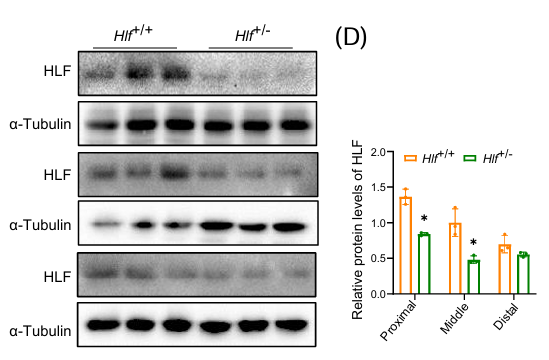 Hlf+/+ Hlf+/-
HLF
α-Tubulin
HLF
α-Tubulin
HLF
α-Tubulin
(D)
Relative protein levels of HLF
Hlf+/+ Hlf+/-
2.0
1.5
1.0
0.5
0.0
*
*
Proximal
Middle
Distal